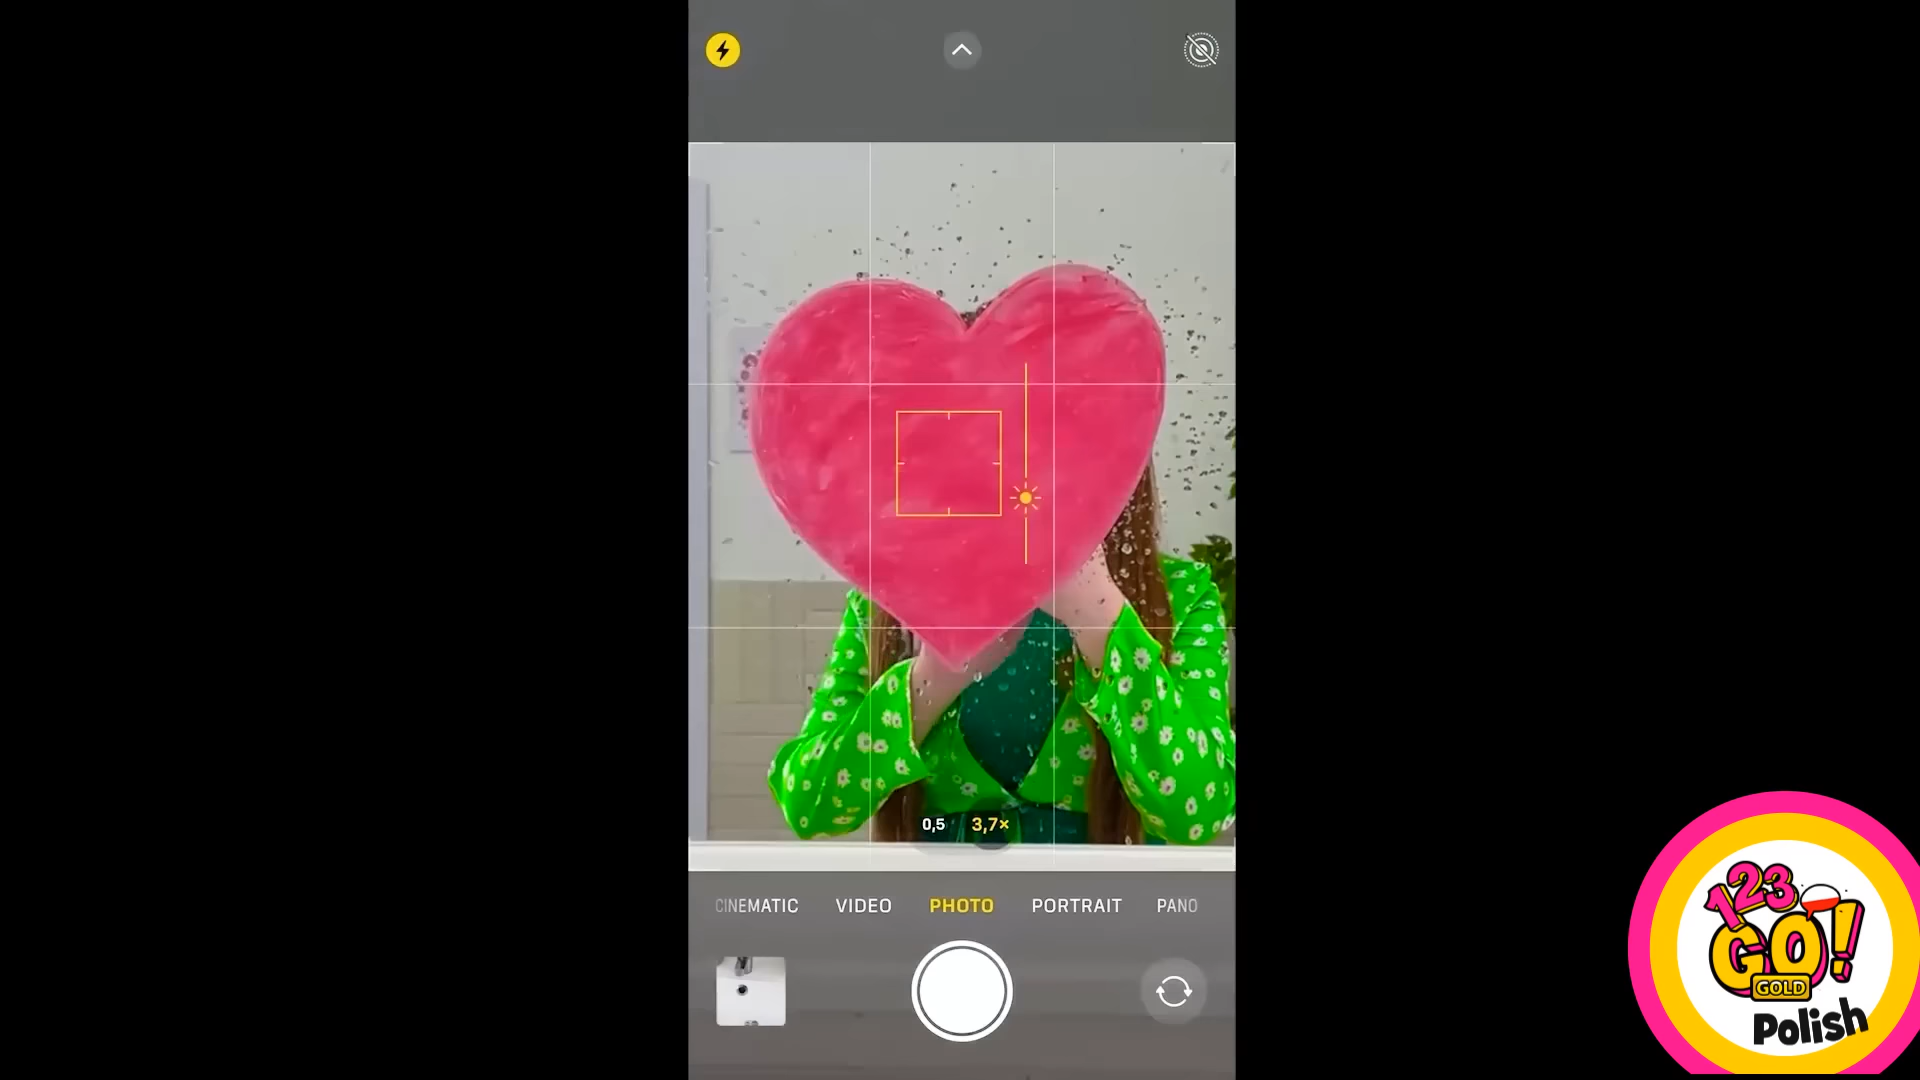 0,5 3,7×
CINEMATIC VIDEO PHOTO PORTRAIT PANO
123
GO!
GOLD
Polish